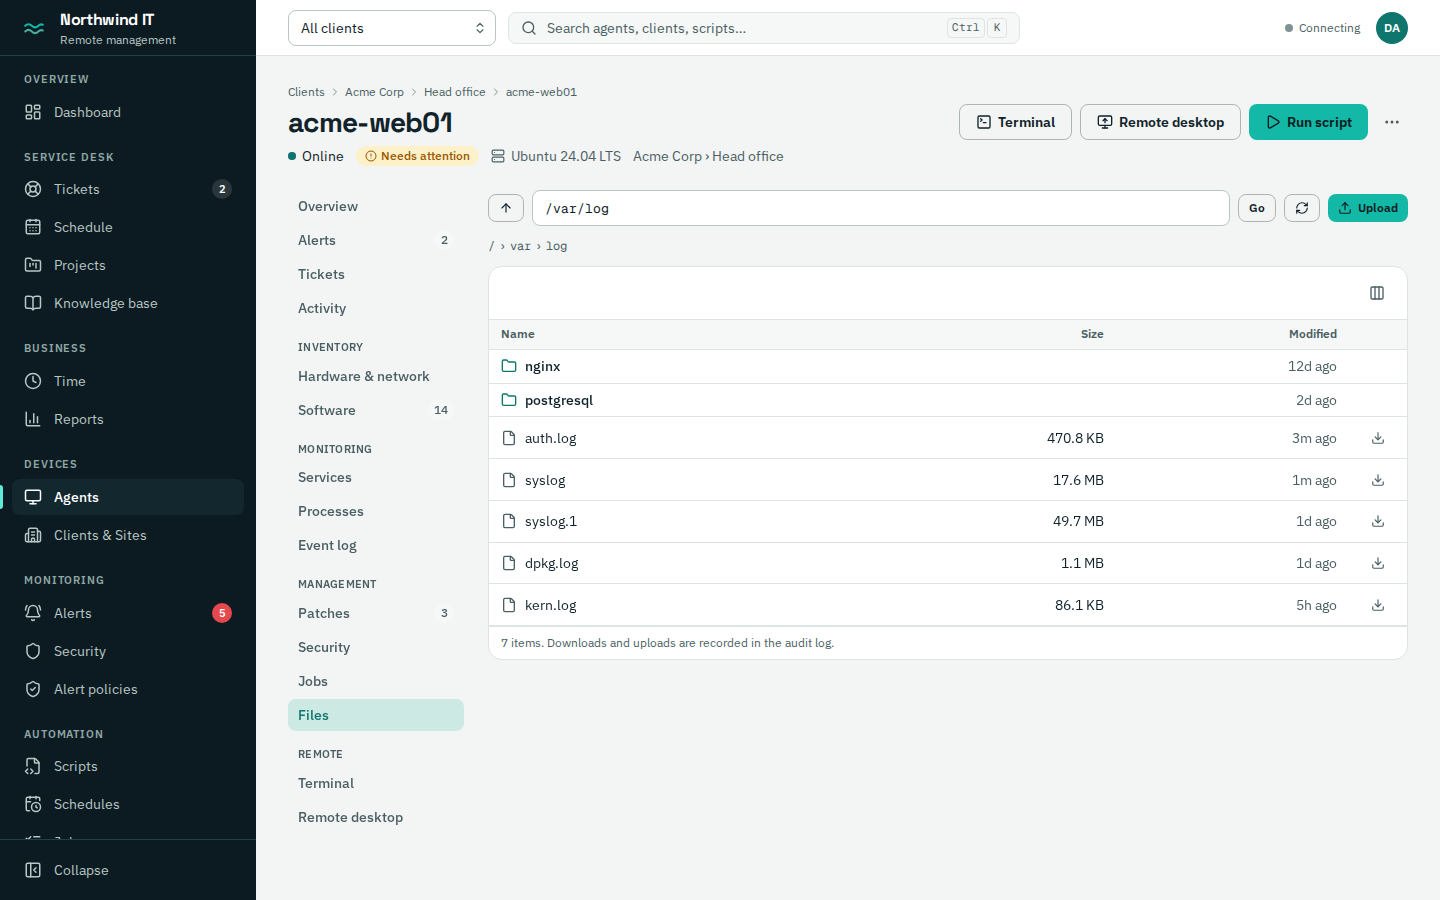 Northwind IT
Remote management
OVERVIEW
Dashboard
SERVICE DESK
Tickets 2
Schedule
Projects
Knowledge base
BUSINESS
Time
Reports
DEVICES
Agents
Clients & Sites
MONITORING
Alerts 5
Security
Alert policies
AUTOMATION
Scripts
Schedules
Collapse
All clients
Search agents, clients, scripts... Ctrl K
Connecting DA
Clients > Acme Corp > Head office > acme-web01
acme-web01
Terminal Remote desktop Run script
Online Needs attention Ubuntu 24.04 LTS Acme Corp › Head office
Overview
Alerts 2
Tickets
Activity
INVENTORY
Hardware & network
Software 14
MONITORING
Services
Processes
Event log
MANAGEMENT
Patches 3
Security
Jobs
Files
REMOTE
Terminal
Remote desktop
/var/log Go Upload
/ › var › log
Name Size Modified
nginx 12d ago
postgresql 2d ago
auth.log 470.8 KB 3m ago
syslog 17.6 MB 1m ago
syslog.1 49.7 MB 1d ago
dpkg.log 1.1 MB 1d ago
kern.log 86.1 KB 5h ago
7 items. Downloads and uploads are recorded in the audit log.